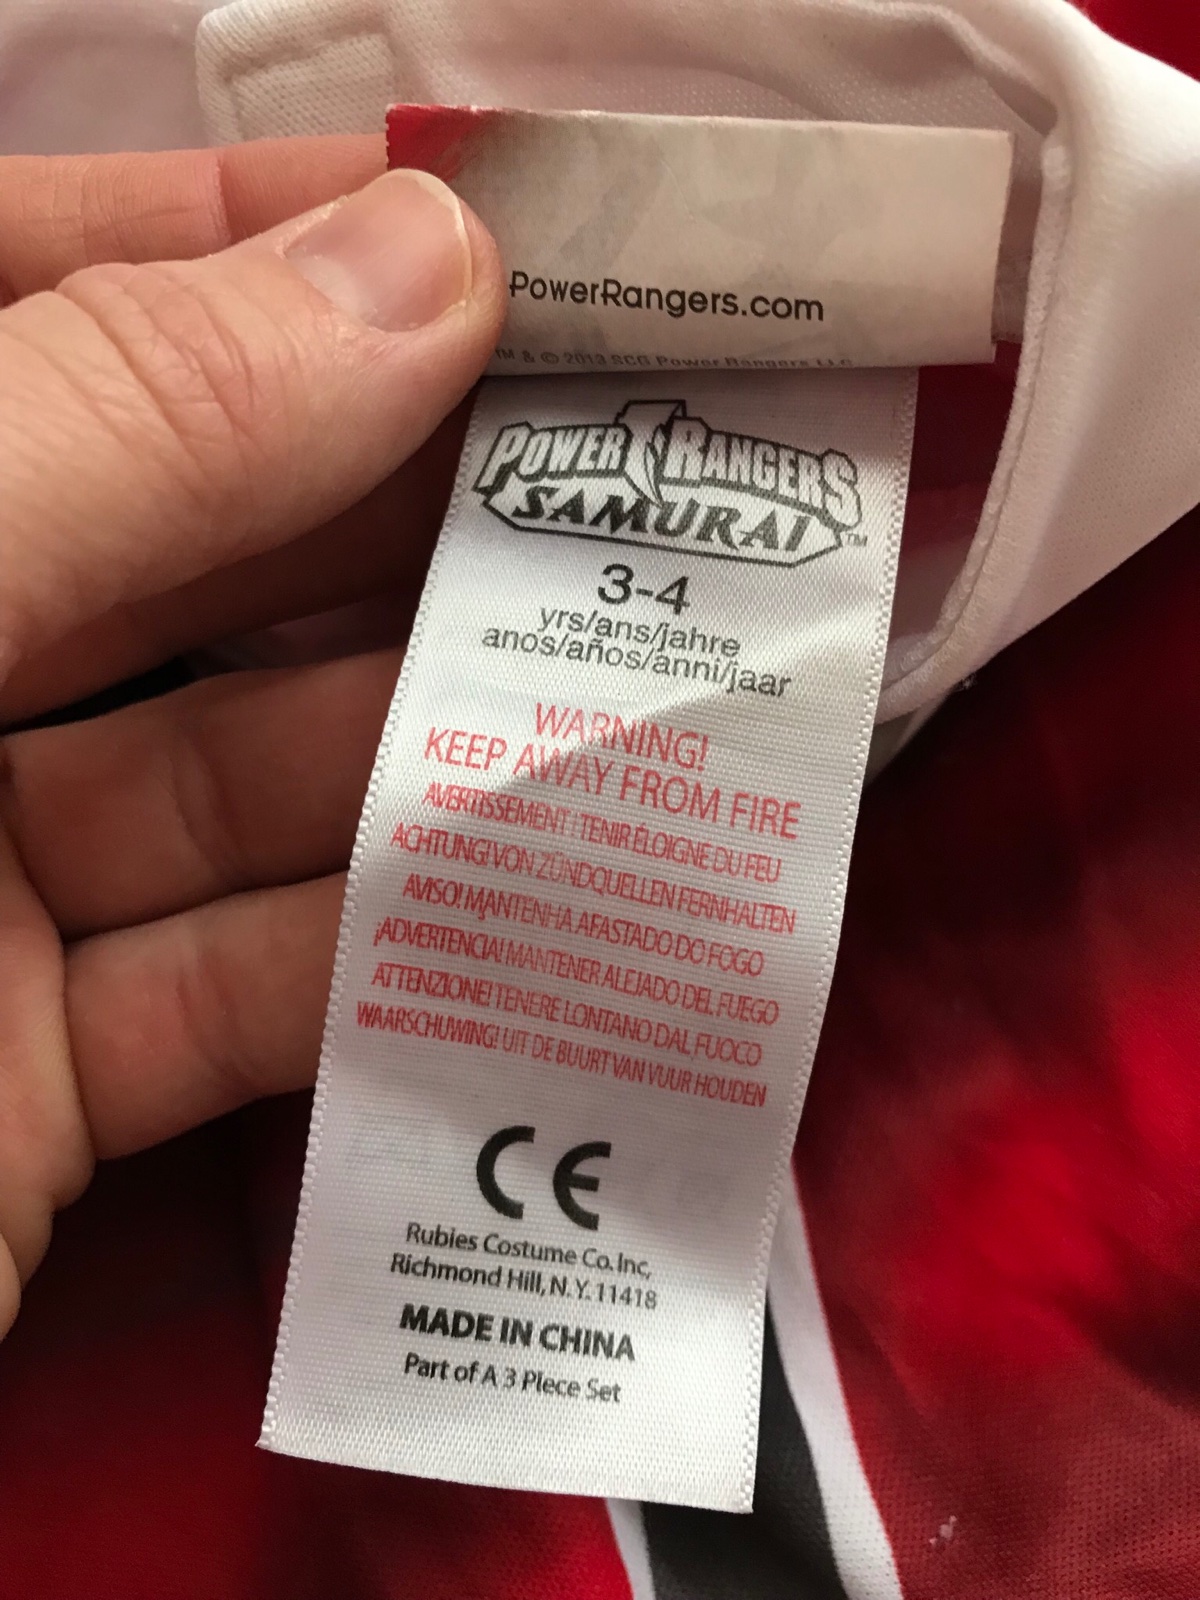 PowerRangers.com
TM & © 2013 SCG Power Rangers LLC
POWER RANGERS
SAMURAI™
3-4
yrs/ans/jahre
anos/años/anni/jaar
WARNING!
KEEP AWAY FROM FIRE
AVERTISSEMENT ! TENIR ÉLOIGNE DU FEU
ACHTUNG! VON ZÜNDQUELLEN FERNHALTEN
AVISO! MANTENHA AFASTADO DO FOGO
¡ADVERTENCIA! MANTENER ALEJADO DEL FUEGO
ATTENZIONE! TENERE LONTANO DAL FUOCO
WAARSCHUWING! UIT DE BUURT VAN VUUR HOUDEN
CE
Rubies Costume Co. Inc,
Richmond Hill, N.Y. 11418
MADE IN CHINA
Part of A 3 Piece Set